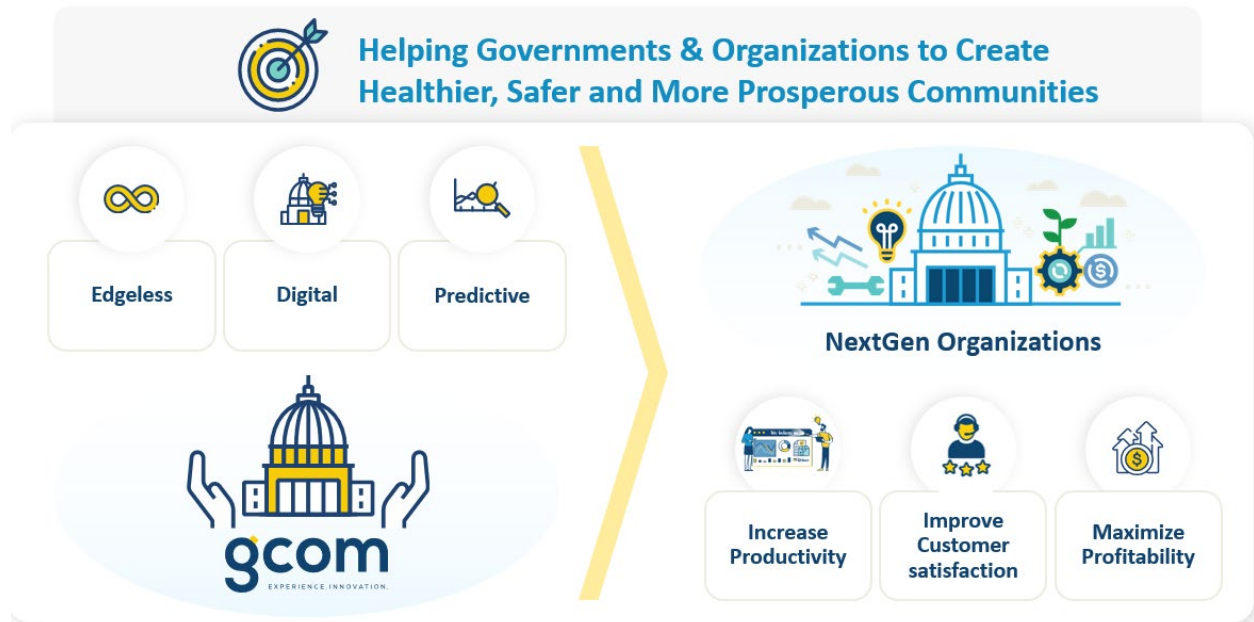 Helping Governments & Organizations to Create
Healthier, Safer and More Prosperous Communities
Edgeless
Digital
Predictive
gcom
EXPERIENCE.INNOVATION.
NextGen Organizations
Increase
Productivity
Improve
Customer
satisfaction
Maximize
Profitability